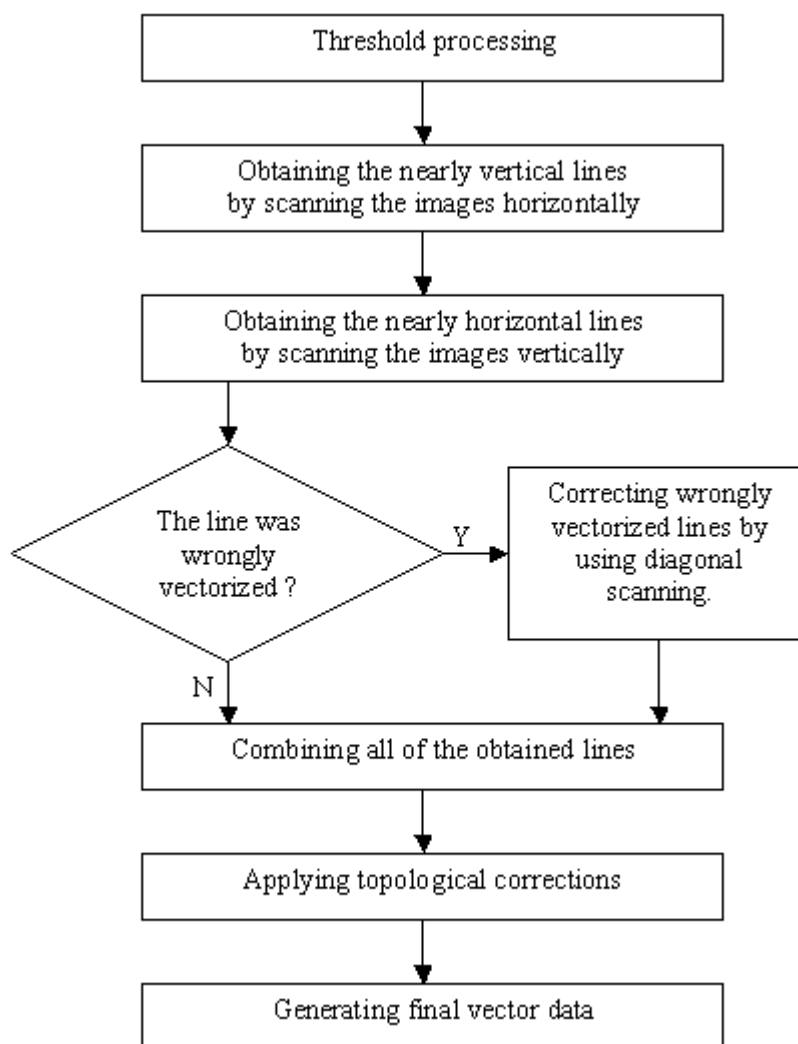 Threshold processing
Obtaining the nearly vertical lines
by scanning the images horizontally
Obtaining the nearly horizontal lines
by scanning the images vertically
The line was
wrongly
vectorized ?
Y
Correcting wrongly
vectorized lines by
using diagonal
scanning.
N
Combining all of the obtained lines
Applying topological corrections
Generating final vector data